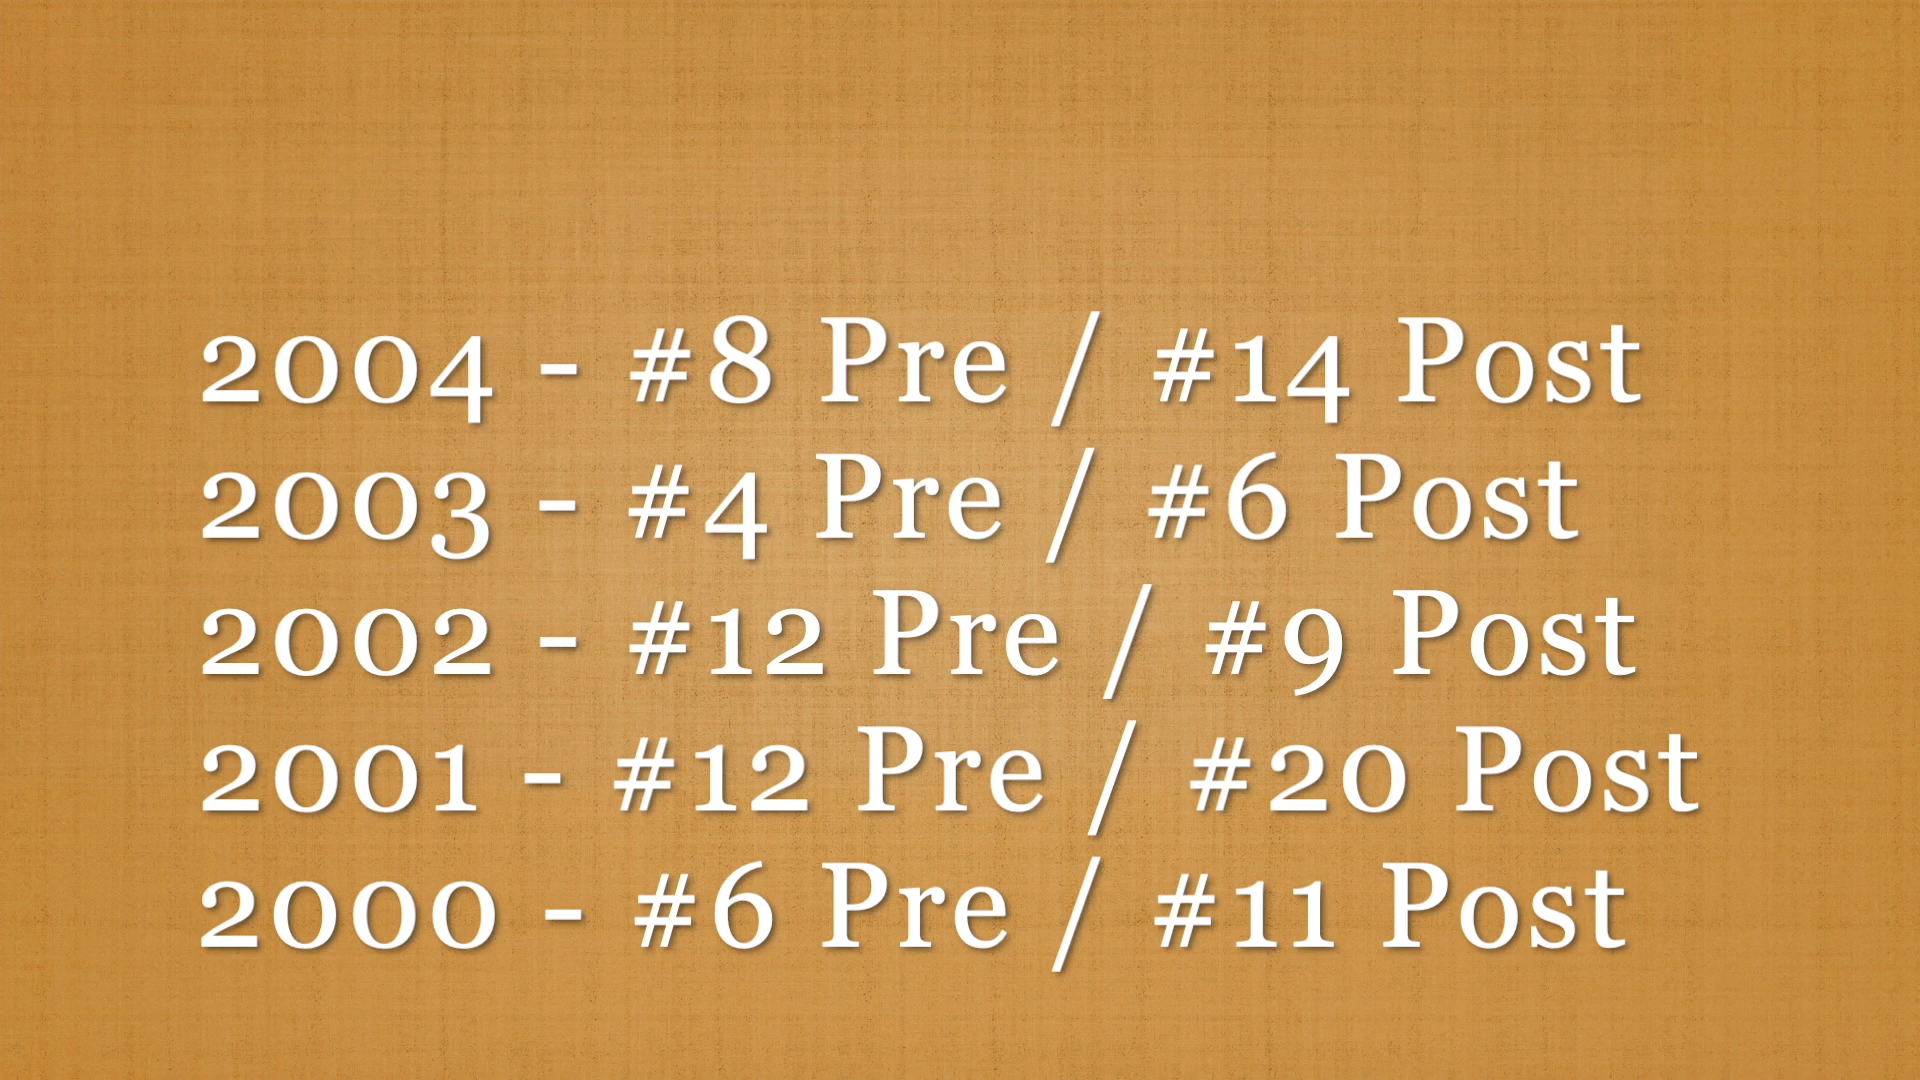 2004 - #8 Pre / #14 Post
2003 - #4 Pre / #6 Post
2002 - #12 Pre / #9 Post
2001 - #12 Pre / #20 Post
2000 - #6 Pre / #11 Post